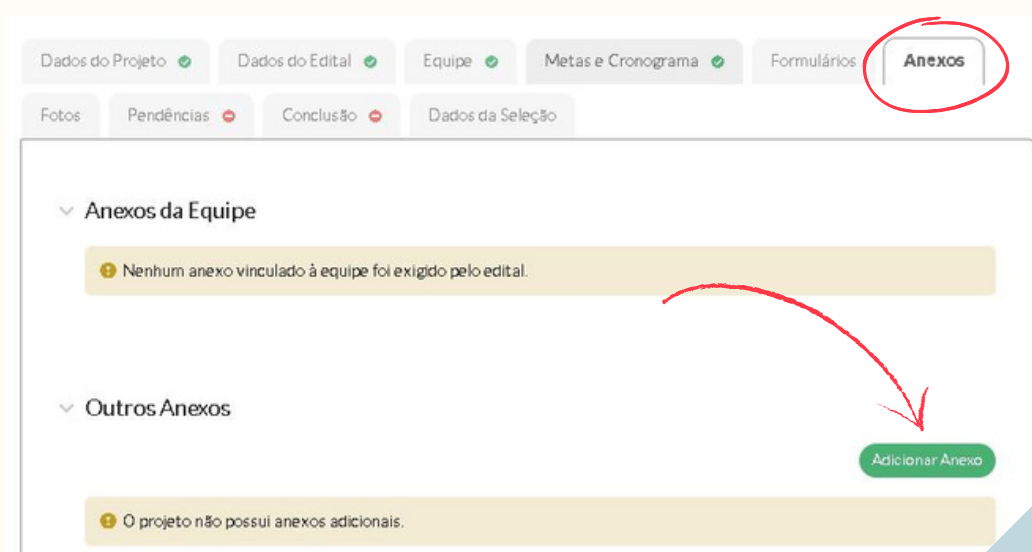 Dados do Projeto
Dados do Edital
Equipe
Metas e Cronograma
Formulários
Anexos
Fotos
Pendências
Conclusão
Dados da Seleção
Anexos da Equipe
Nenhum anexo vinculado à equipe foi exigido pelo edital.
Outros Anexos
Adicionar Anexo
O projeto não possui anexos adicionais.